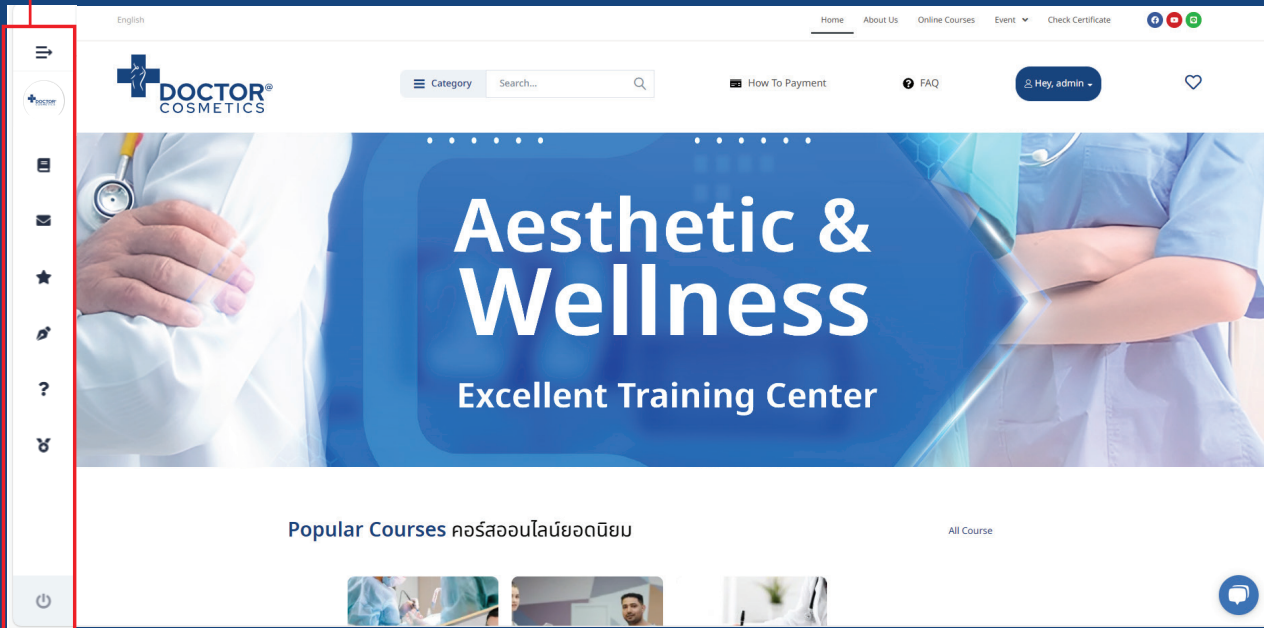 English
Home About Us Online Courses Event Check Certificate
DOCTOR®
COSMETICS
Category Search... How To Payment FAQ Hey, admin
DOCTOR
COSMETICS
Aesthetic &
Wellness
Excellent Training Center
Popular Courses คอร์สออนไลน์ยอดนิยม
All Course